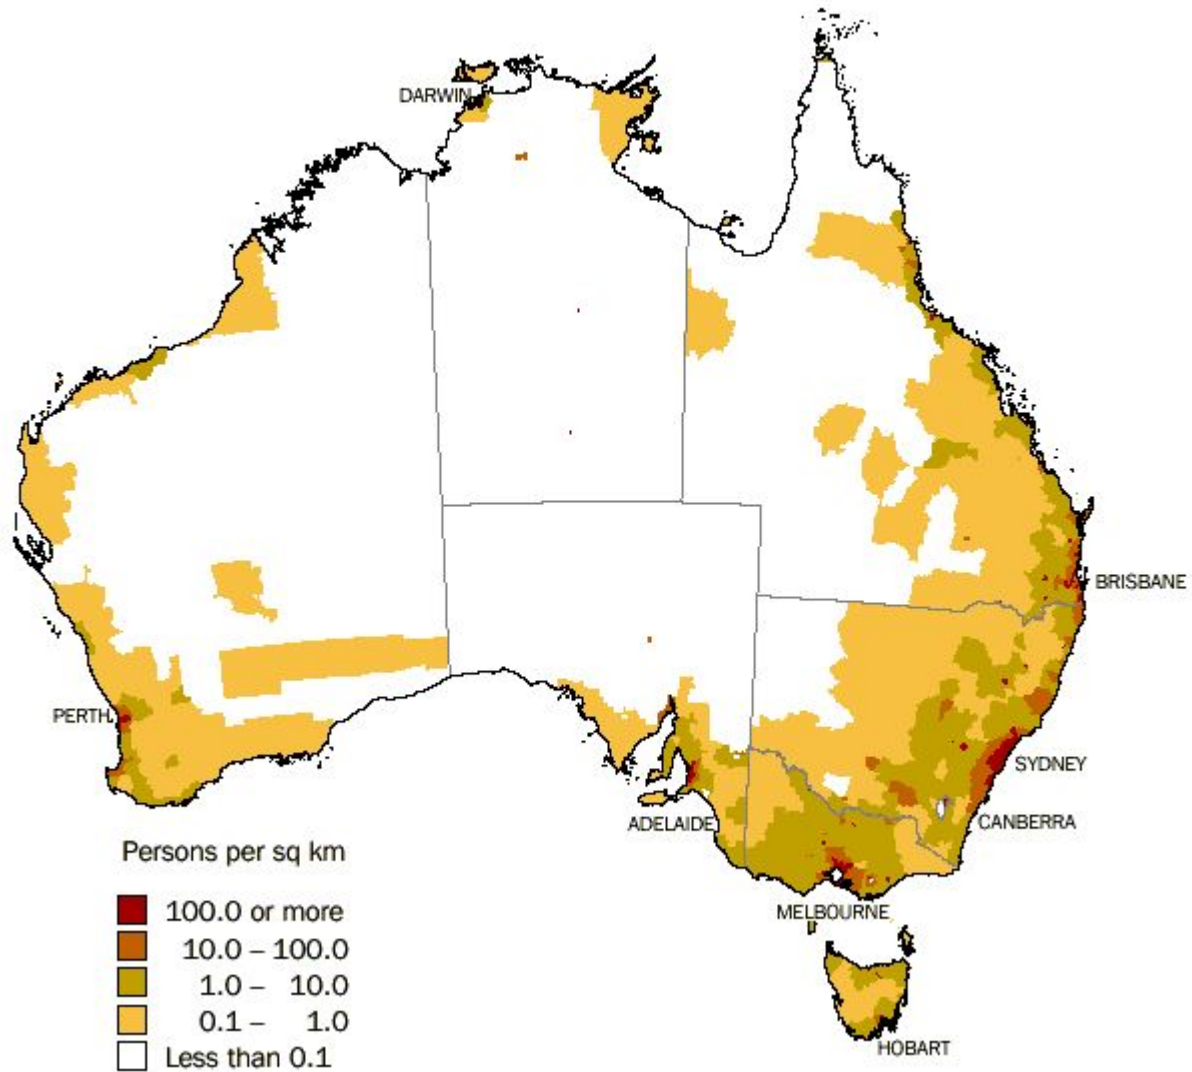 DARWIN
BRISBANE
PERTH
SYDNEY
ADELAIDE
CANBERRA
MELBOURNE
HOBART
Persons per sq km
100.0 or more
10.0 – 100.0
1.0 – 10.0
0.1 – 1.0
Less than 0.1